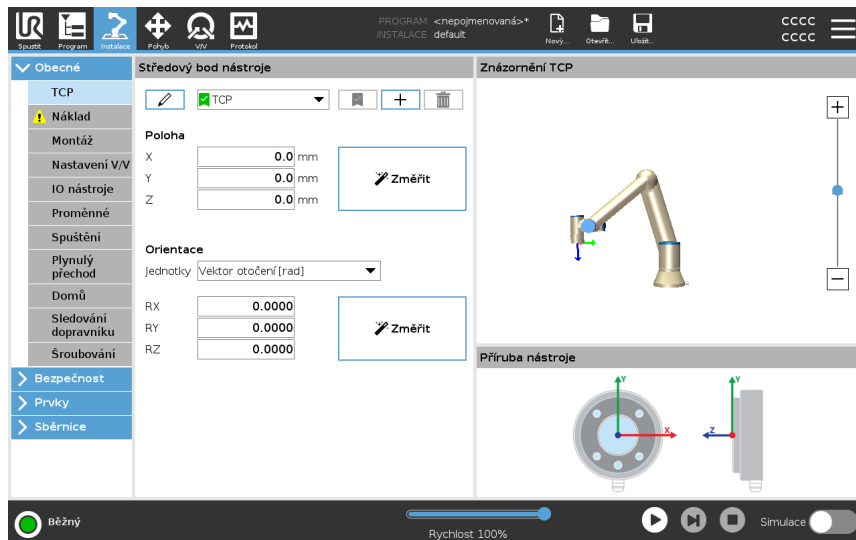 UR
PROGRAM <nepojmenovaná>*
INSTALACE default
CCCC
CCCC
Spustit Program Instalace Pohyb V/V Protokol Nový... Otevřít... Uložit...
Obecné
TCP
Náklad
Montáž
Nastavení V/V
IO nástroje
Proměnné
Spuštění
Plynulý
přechod
Domů
Sledování
dopravníku
Šroubování
Bezpečnost
Prvky
Sběrnice
Středový bod nástroje
TCP
Poloha
X 0.0 mm
Y 0.0 mm
Z 0.0 mm
Změřit
Orientace
Jednotky Vektor otočení [rad]
RX 0.0000
RY 0.0000
RZ 0.0000
Změřit
Znázornění TCP
Příruba nástroje
Y
X
Y
Z
Běžný
Rychlost 100%
Simulace